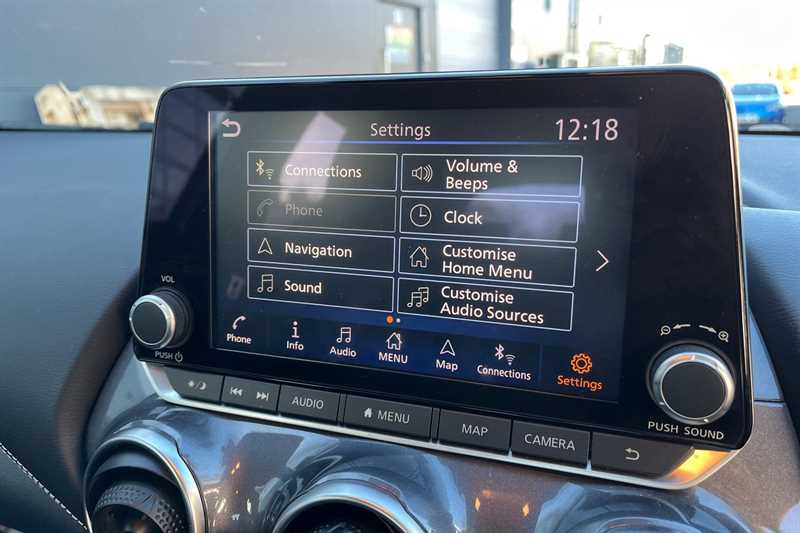 Settings
12:18
Connections
Volume &
Beeps
Phone
Clock
Navigation
Customise
Home Menu
Sound
Customise
Audio Sources
Phone
Info
Audio
MENU
Map
Connections
Settings
VOL
PUSH
PUSH SOUND
AUDIO
MENU
MAP
CAMERA